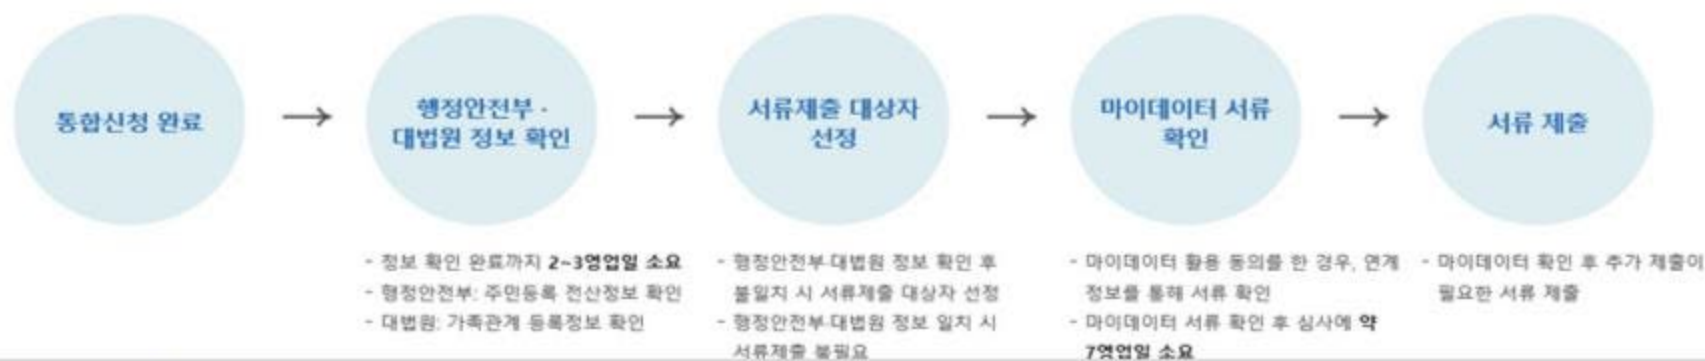 통합신청 완료
→
행정안전부 ·
대법원 정보 확인
→
서류제출 대상자
선정
→
마이데이터 서류
확인
→
서류 제출
- 정보 확인 완료까지 2~3영업일 소요
- 행정안전부: 주민등록 전산정보 확인
- 대법원: 가족관계 등록정보 확인
- 행정안전부·대법원 정보 확인 후
불일치 시 서류제출 대상자 선정
- 행정안전부·대법원 정보 일치 시
서류제출 불필요
- 마이데이터 활용 동의를 한 경우, 연계
정보를 통해 서류 확인
- 마이데이터 서류 확인 후 심사에 약
7영업일 소요
- 마이데이터 확인 후 추가 제출이
필요한 서류 제출